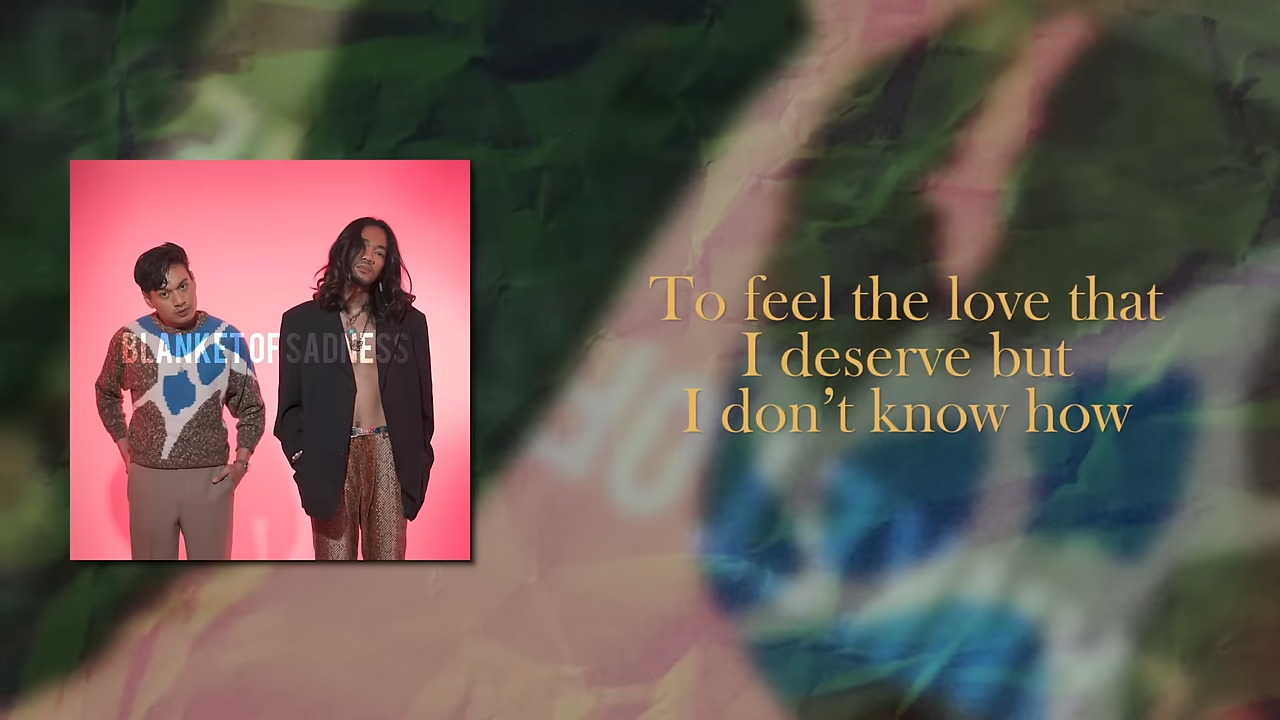 BLANKET OF SADNESS
To feel the love that
I deserve but
I don't know how